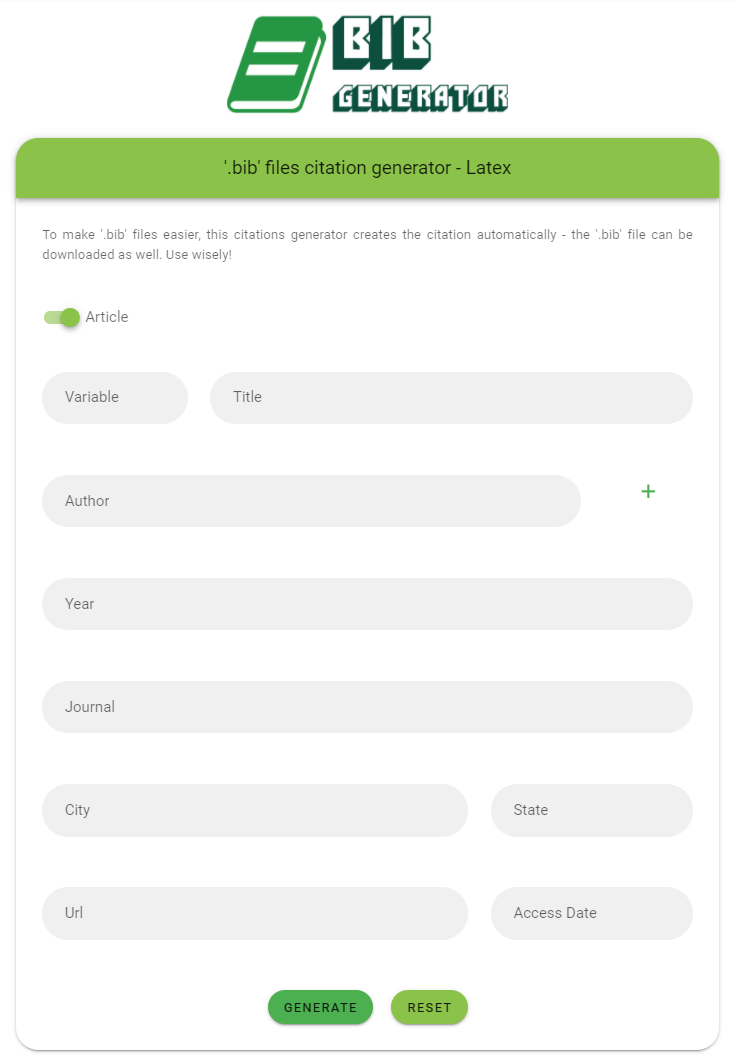 BIB
GENERATOR
'.bib' files citation generator - Latex
To make '.bib' files easier, this citations generator creates the citation automatically - the '.bib' file can be
downloaded as well. Use wisely!
Article
Variable
Title
Author
+
Year
Journal
City
State
Url
Access Date
GENERATE
RESET